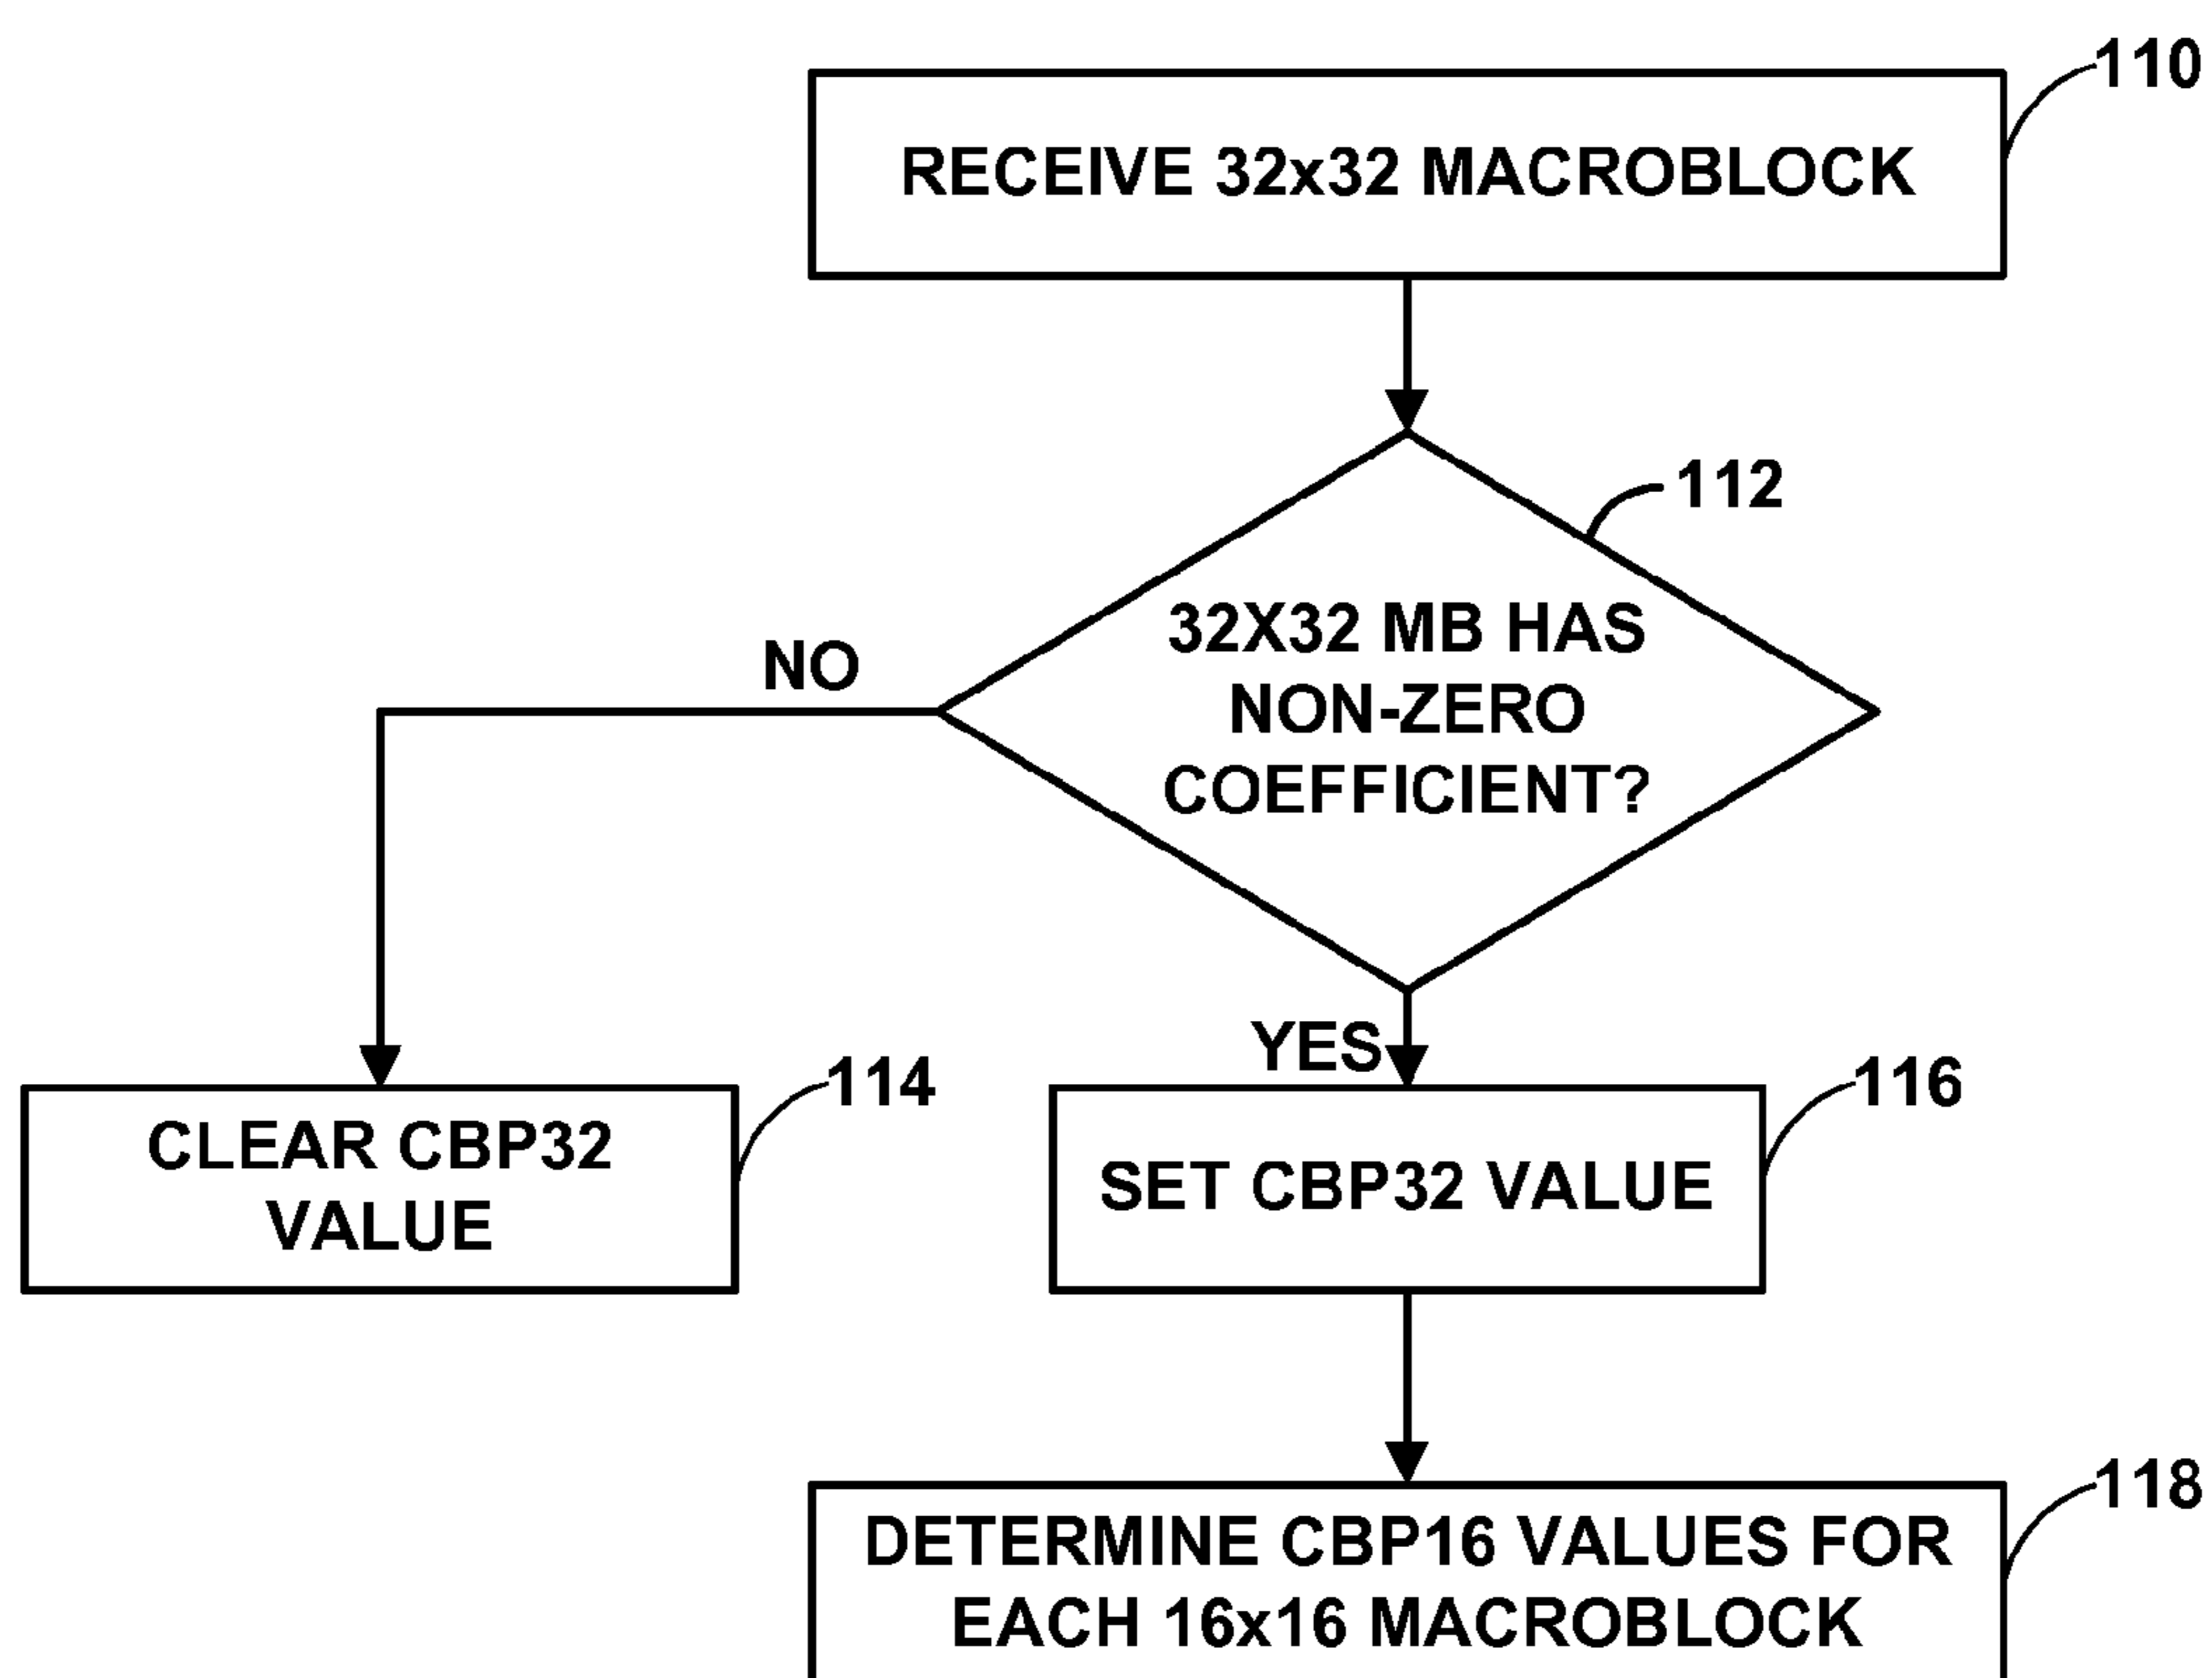 110
RECEIVE 32x32 MACROBLOCK
112
32X32 MB HAS
NON-ZERO
COEFFICIENT?
NO
YES
114
CLEAR CBP32
VALUE
116
SET CBP32 VALUE
118
DETERMINE CBP16 VALUES FOR
EACH 16x16 MACROBLOCK